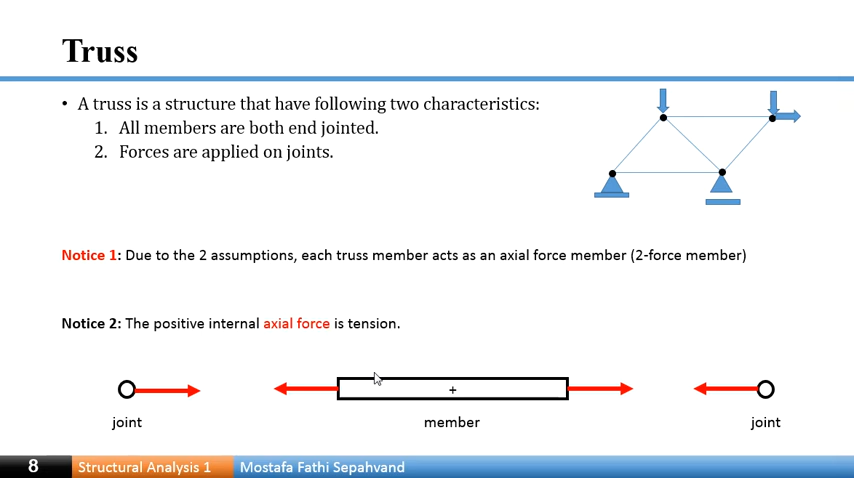 Truss
• A truss is a structure that have following two characteristics:
1. All members are both end jointed.
2. Forces are applied on joints.
Notice 1: Due to the 2 assumptions, each truss member acts as an axial force member (2-force member)
Notice 2: The positive internal axial force is tension.
+
joint member joint
8 Structural Analysis 1 Mostafa Fathi Sepahvand